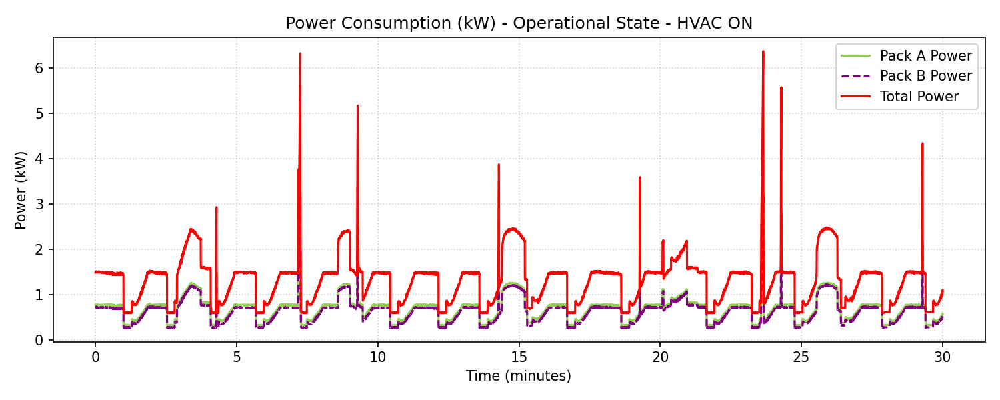 Power Consumption (kW) - Operational State - HVAC ON
Pack A Power
Pack B Power
Total Power
Power (kW)
6
5
4
3
2
1
0
0 5 10 15 20 25 30
Time (minutes)